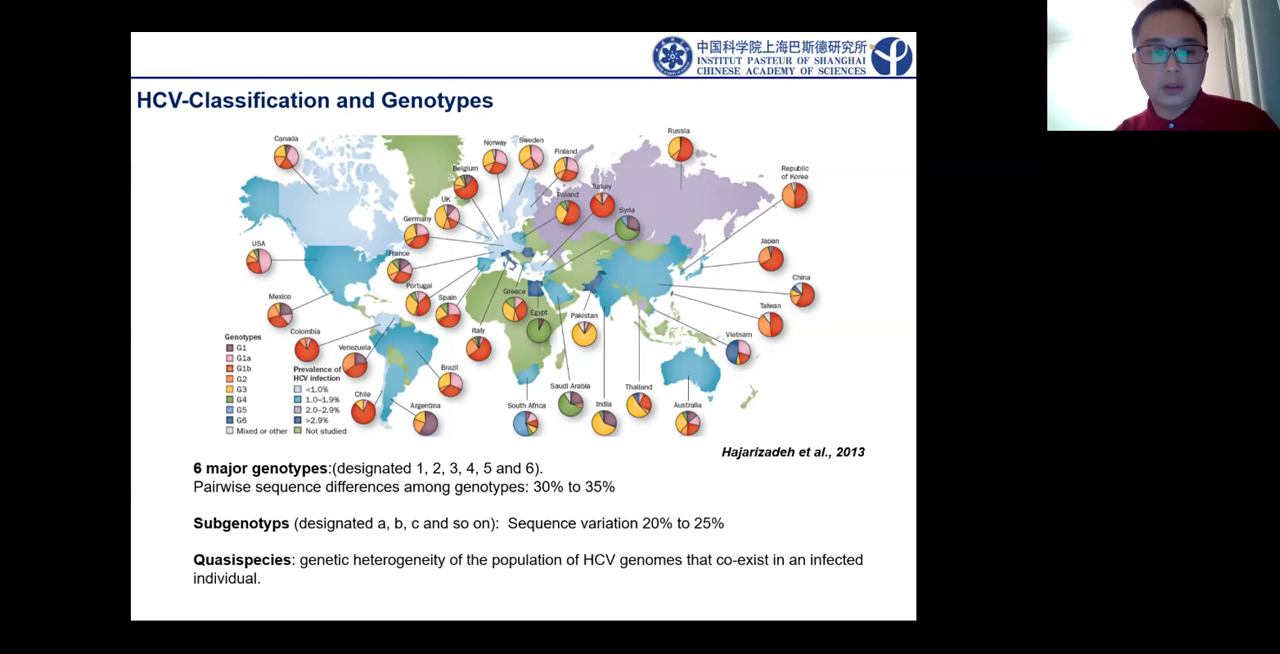 中国科学院上海巴斯德研究所
INSTITUT PASTEUR OF SHANGHAI
CHINESE ACADEMY OF SCIENCES
HCV-Classification and Genotypes
Canada
Norway
Sweden
Finland
Russia
Belgium
Republic
of Korea
Turkey
Poland
UK
Syria
Germany
USA
France
Japan
China
Portugal
Spain
Greece
Mexico
Egypt
Pakistan
Taiwan
Colombia
Italy
Vietnam
Venezuela
Brazil
Chile
Argentina
South Africa
Saudi Arabia
India
Thailand
Australia
Genotypes
G1
G1a
G1b
G2
G3
G4
G5
G6
Mixed or other
Prevalence of
HCV infection
<1.0%
1.0–1.9%
2.0–2.9%
>2.9%
Not studied
Hajarizadeh et al., 2013
6 major genotypes:(designated 1, 2, 3, 4, 5 and 6).
Pairwise sequence differences among genotypes: 30% to 35%
Subgenotyps (designated a, b, c and so on): Sequence variation 20% to 25%
Quasispecies: genetic heterogeneity of the population of HCV genomes that co-exist in an infected
individual.